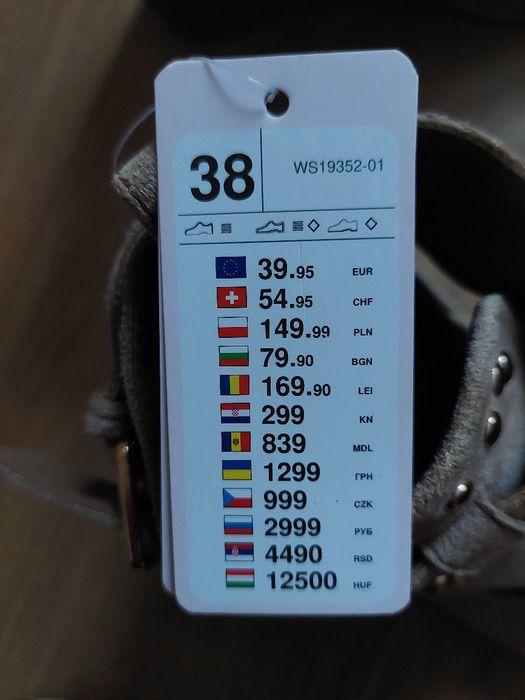 38 WS19352-01
39.95 EUR
54.95 CHF
149.99 PLN
79.90 BGN
169.90 LEI
299 KN
839 MDL
1299 ГРН
999 CZK
2999 РУБ
4490 RSD
12500 HUF